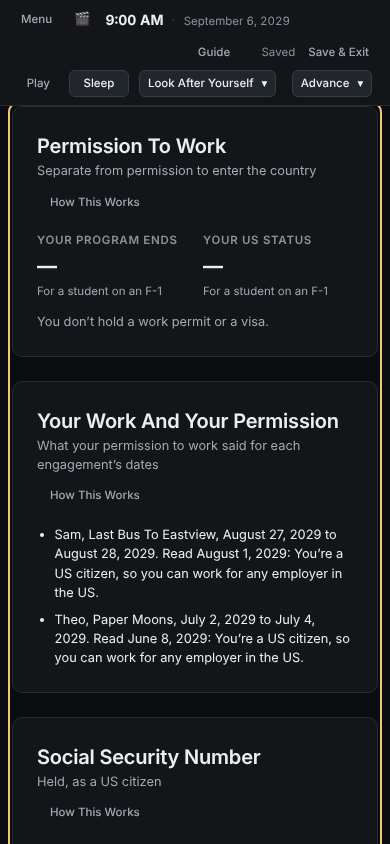 Menu 🎬 9:00 AM · September 6, 2029
Guide Saved Save & Exit
Play Sleep Look After Yourself ▾ Advance ▾
Permission To Work
Separate from permission to enter the country
How This Works
YOUR PROGRAM ENDS YOUR US STATUS
— —
For a student on an F-1 For a student on an F-1
You don’t hold a work permit or a visa.
Your Work And Your Permission
What your permission to work said for each
engagement’s dates
How This Works
• Sam, Last Bus To Eastview, August 27, 2029 to
August 28, 2029. Read August 1, 2029: You’re a
US citizen, so you can work for any employer in
the US.
• Theo, Paper Moons, July 2, 2029 to July 4,
2029. Read June 8, 2029: You’re a US citizen, so
you can work for any employer in the US.
Social Security Number
Held, as a US citizen
How This Works